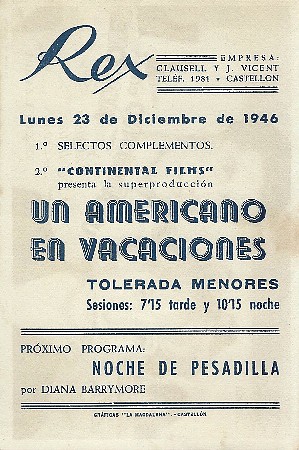 Rex
EMPRESA:
CLAUSELL Y J. VICENT
TELÉF. 1981 - CASTELLON
Lunes 23 de Diciembre de 1946
1.º SELECTOS COMPLEMENTOS.
2.º "CONTINENTAL FILMS"
presenta la superproducción
UN AMERICANO
EN VACACIONES
TOLERADA MENORES
Sesiones: 7'15 tarde y 10'15 noche
PRÓXIMO PROGRAMA:
NOCHE DE PESADILLA
por DIANA BARRYMORE
GRÁFICAS "LA MAGDALENA". - CASTELLÓN